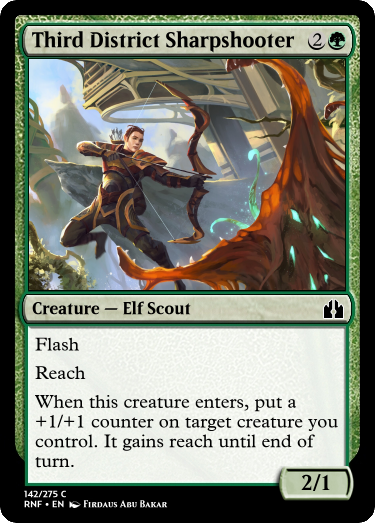 Third District Sharpshooter 2
Creature — Elf Scout
Flash
Reach
When this creature enters, put a
+1/+1 counter on target creature you
control. It gains reach until end of
turn.
2/1
142/275 C
RNF • EN Firdaus Abu Bakar